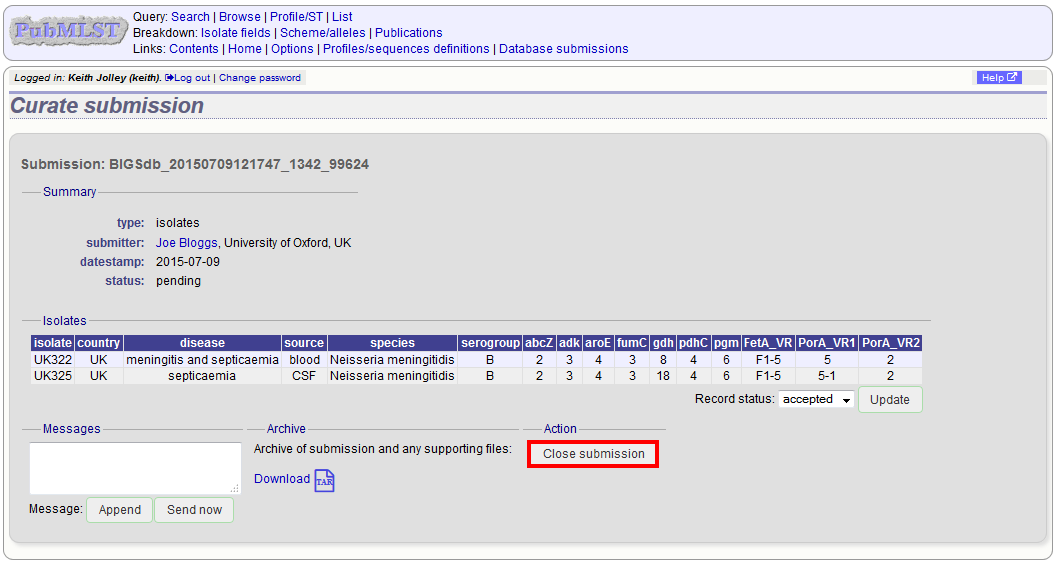 PubMLST
Query: Search | Browse | Profile/ST | List
Breakdown: Isolate fields | Scheme/alleles | Publications
Links: Contents | Home | Options | Profiles/sequences definitions | Database submissions
Logged in: Keith Jolley (keith). Log out | Change password
Help
Curate submission
Submission: BIGSdb_20150709121747_1342_99624
Summary
type: isolates
submitter: Joe Bloggs, University of Oxford, UK
datestamp: 2015-07-09
status: pending
Isolates
isolate country disease source species serogroup abcZ adk aroE fumC gdh pdhC pgm FetA_VR PorA_VR1 PorA_VR2
UK322 UK meningitis and septicaemia blood Neisseria meningitidis B 2 3 4 3 8 4 6 F1-5 5 2
UK325 UK septicaemia CSF Neisseria meningitidis B 2 3 4 3 18 4 6 F1-5 5-1 2
Record status: accepted Update
Messages Archive Action
Archive of submission and any supporting files: Close submission
Download TAR
Message: Append Send now